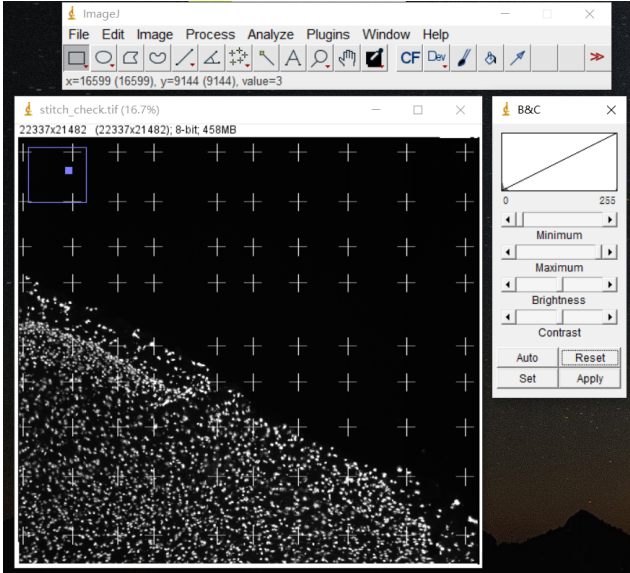 ImageJ
File Edit Image Process Analyze Plugins Window Help
A CF Dev
x=16599 (16599), y=9144 (9144), value=3
stitch_check.tif (16.7%)
22337x21482 (22337x21482); 8-bit; 458MB
B&C
0 255
Minimum
Maximum
Brightness
Contrast
Auto Reset
Set Apply